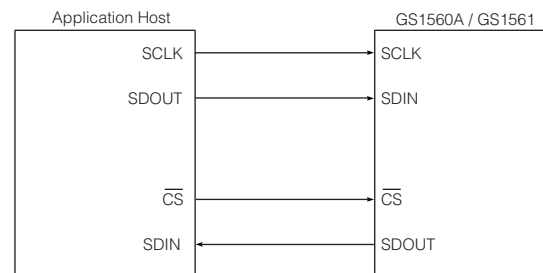 Application Host
GS1560A / GS1561
SCLK
SCLK
SDOUT
SDIN
CS
CS
SDIN
SDOUT